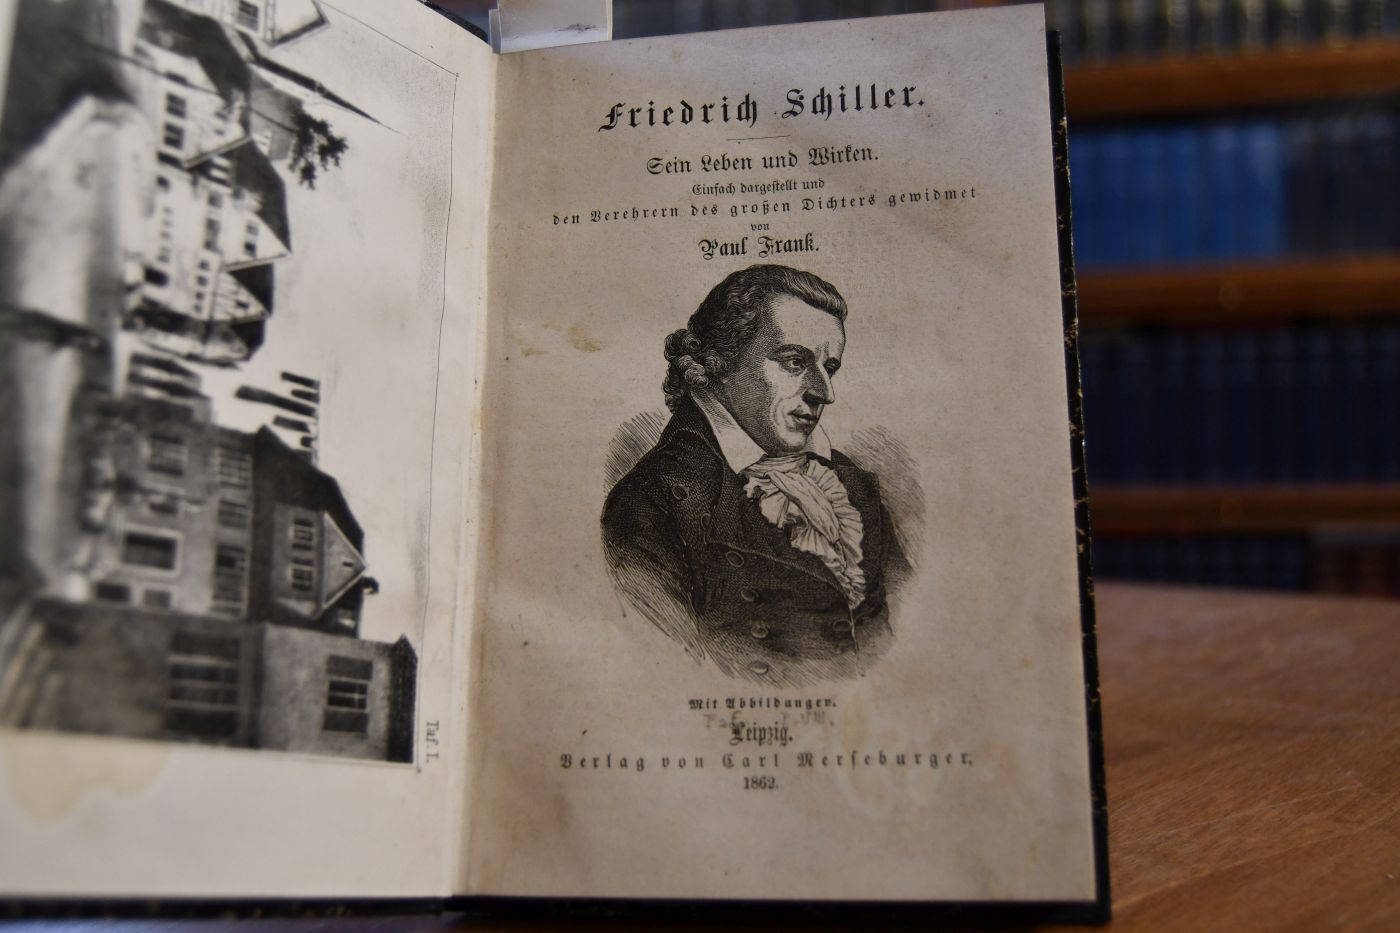 Taf. I.
Friedrich Schiller.
Sein Leben und Wirken.
Einfach dargestellt und
den Verehrern des großen Dichters gewidmet
von
Paul Frank.
Mit Abbildungen.
Leipzig.
Verlag von Carl Merseburger.
1862.